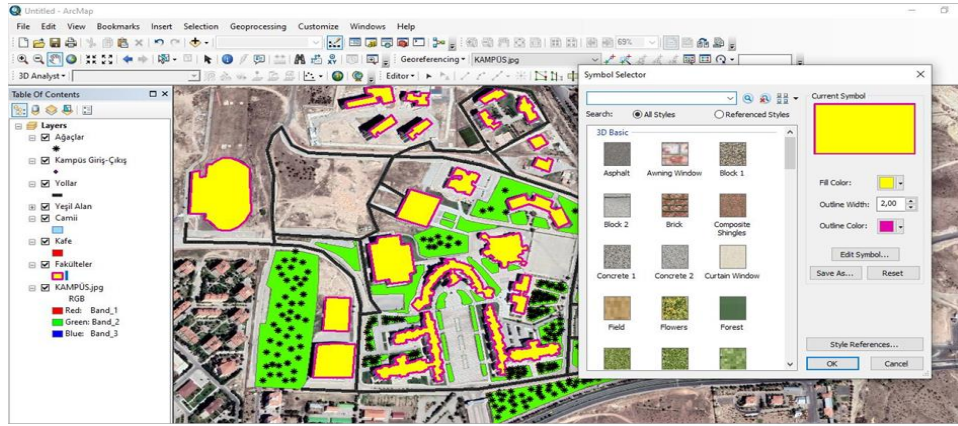 Untitled - ArcMap
File Edit View Bookmarks Insert Selection Geoprocessing Customize Windows Help
69%
Georeferencing KAMPÜS.jpg
3D Analyst
Editor
Table Of Contents
Layers
Ağaçlar
Kampüs Giriş-Çıkış
Yollar
Yeşil Alan
Camii
Kafe
Fakülteler
KAMPÜS.jpg
RGB
Red: Band_1
Green: Band_2
Blue: Band_3
Symbol Selector
Search: All Styles Referenced Styles
3D Basic
Asphalt Awning Window Block 1
Block 2 Brick Composite Shingles
Concrete 1 Concrete 2 Curtain Window
Field Flowers Forest
Current Symbol
Fill Color:
Outline Width: 2,00
Outline Color:
Edit Symbol...
Save As... Reset
Style References...
OK Cancel